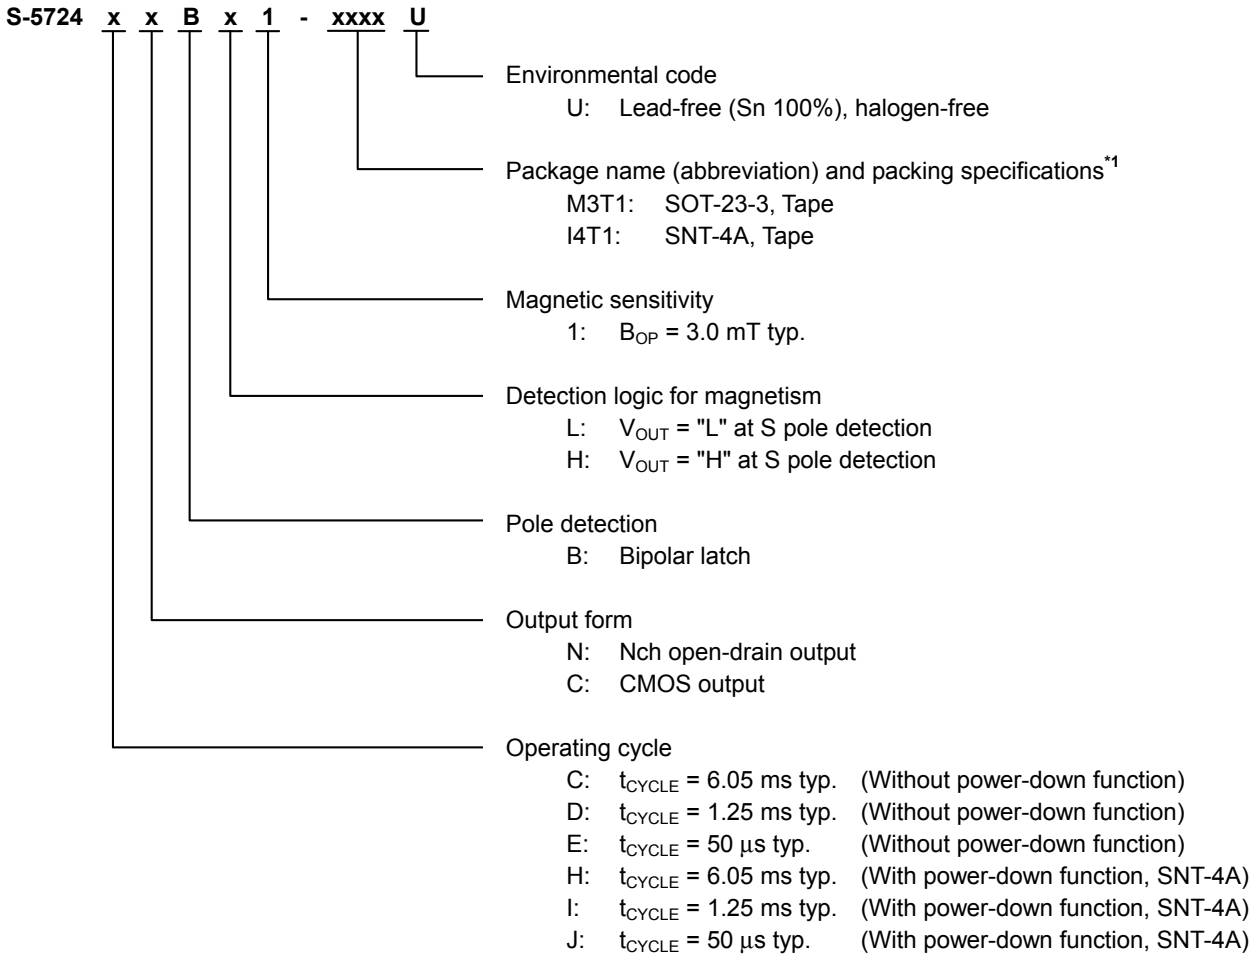 S-5724 x x B x 1 - xxxx U
Environmental code
U: Lead-free (Sn 100%), halogen-free
Package name (abbreviation) and packing specifications*1
M3T1: SOT-23-3, Tape
I4T1: SNT-4A, Tape
Magnetic sensitivity
1: BOP = 3.0 mT typ.
Detection logic for magnetism
L: VOUT = "L" at S pole detection
H: VOUT = "H" at S pole detection
Pole detection
B: Bipolar latch
Output form
N: Nch open-drain output
C: CMOS output
Operating cycle
C: tCYCLE = 6.05 ms typ. (Without power-down function)
D: tCYCLE = 1.25 ms typ. (Without power-down function)
E: tCYCLE = 50 μs typ. (Without power-down function)
H: tCYCLE = 6.05 ms typ. (With power-down function, SNT-4A)
I: tCYCLE = 1.25 ms typ. (With power-down function, SNT-4A)
J: tCYCLE = 50 μs typ. (With power-down function, SNT-4A)